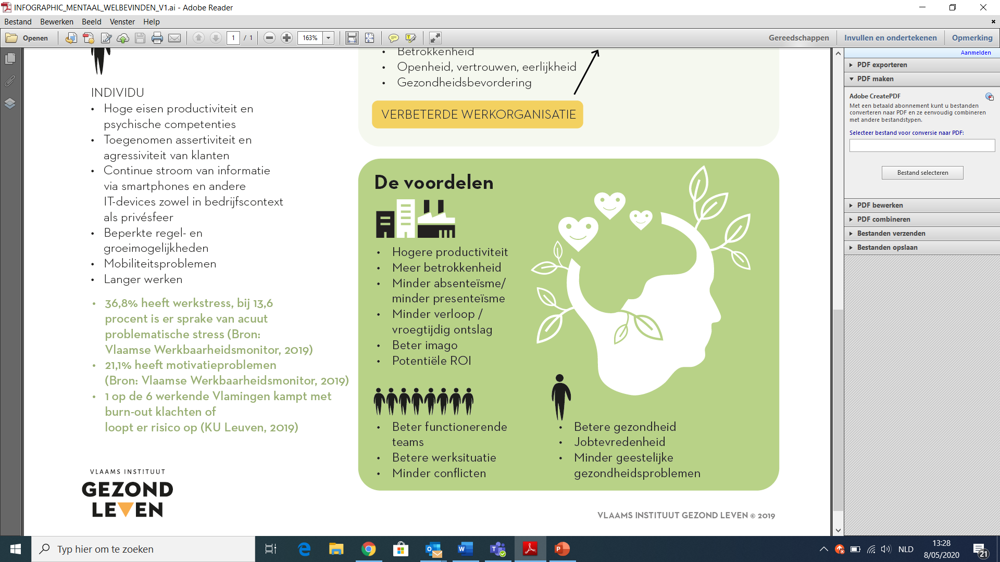 INFOGRAPHIC_MENTAAL_WELBEVINDEN_V1.ai - Adobe Reader
Bestand Bewerken Beeld Venster Help
Openen 1 / 1 163% Gereedschappen Invullen en ondertekenen Opmerking
INDIVIDU
• Hoge eisen productiviteit en
psychische competenties
• Toegenomen assertiviteit en
agressiviteit van klanten
• Continue stroom van informatie
via smartphones en andere
IT-devices zowel in bedrijfscontext
als privésfeer
• Beperkte regel- en
groeimogelijkheden
• Mobiliteitsproblemen
• Langer werken
• 36,8% heeft werkstress, bij 13,6
procent is er sprake van acuut
problematische stress (Bron:
Vlaamse Werkbaarheidsmonitor, 2019)
• 21,1% heeft motivatieproblemen
(Bron: Vlaamse Werkbaarheidsmonitor, 2019)
• 1 op de 6 werkende Vlamingen kampt met
burn-out klachten of
loopt er risico op (KU Leuven, 2019)
VLAAMS INSTITUUT
GEZOND
LEVEN
• Betrokkenheid
• Openheid, vertrouwen, eerlijkheid
• Gezondheidsbevordering
VERBETERDE WERKORGANISATIE
De voordelen
• Hogere productiviteit
• Meer betrokkenheid
• Minder absenteïsme/
minder presenteïsme
• Minder verloop /
vroegtijdig ontslag
• Beter imago
• Potentiële ROI
• Beter functionerende
teams
• Betere werksituatie
• Minder conflicten
• Betere gezondheid
• Jobtevredenheid
• Minder geestelijke
gezondheidsproblemen
VLAAMS INSTITUUT GEZOND LEVEN © 2019
Aanmelden
PDF exporteren
PDF maken
Adobe CreatePDF
Met een betaald abonnement kunt u bestanden
converteren naar PDF en ze eenvoudig combineren
met andere bestandstypen.
Selecteer bestand voor conversie naar PDF:
Bestand selecteren
PDF bewerken
PDF combineren
Bestanden verzenden
Bestanden opslaan
Typ hier om te zoeken
NLD
13:28
8/05/2020
21